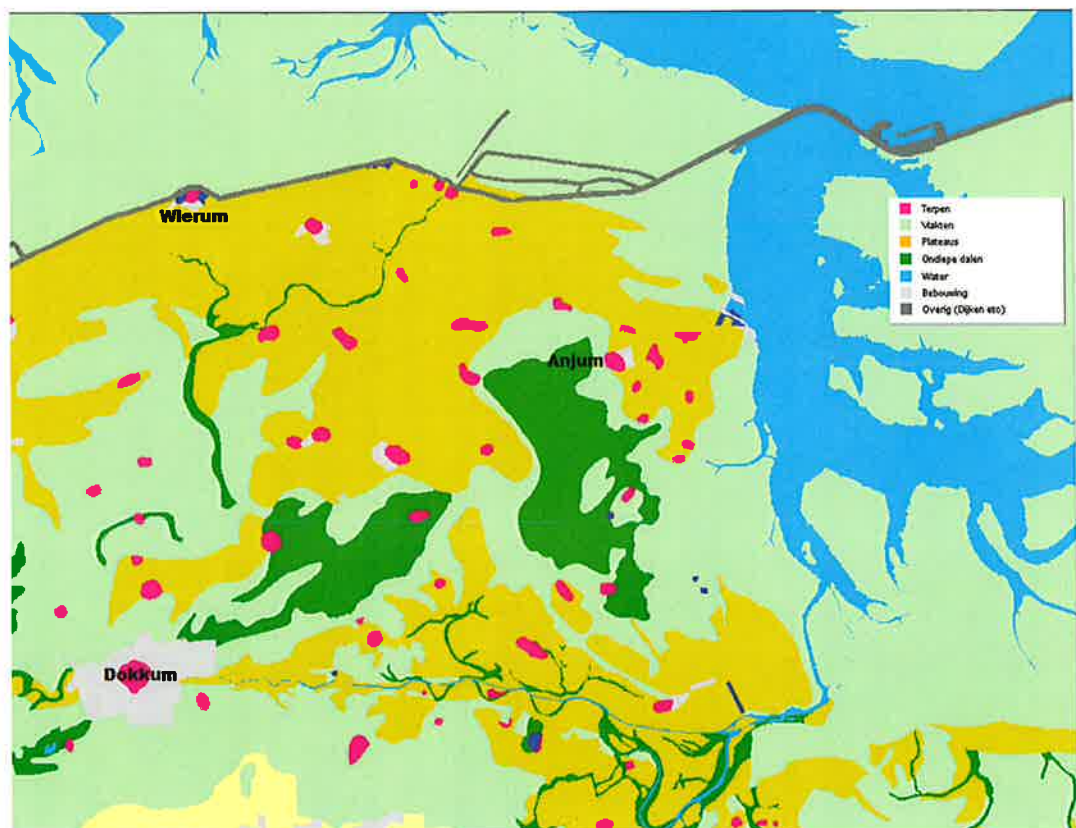 Wierum
Terpen
Vlakten
Plateaus
Ondiepe dalen
Water
Bebouwing
Overig (Dijken etc)
Anjum
Dokkum